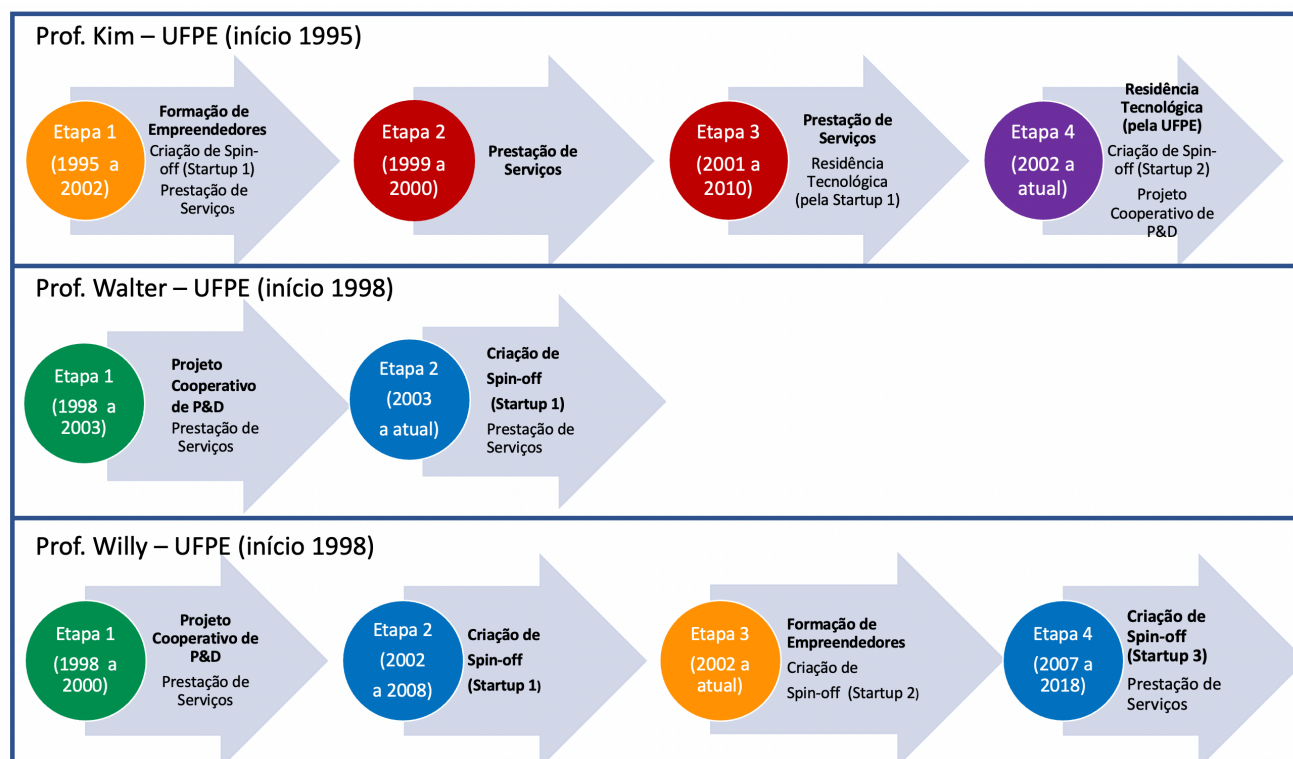 Prof. Kim – UFPE (início 1995)
Etapa 1
(1995 a
2002)
Formação de
Empreendedores
Criação de Spin-
off (Startup 1)
Prestação de
Serviços
Etapa 2
(1999 a
2000)
Prestação de
Serviços
Etapa 3
(2001 a
2010)
Prestação de
Serviços
Residência
Tecnológica
(pela Startup 1)
Etapa 4
(2002 a
atual)
Residência
Tecnológica
(pela UFPE)
Criação de Spin-
off (Startup 2)
Projeto
Cooperativo de
P&D
Prof. Walter – UFPE (início 1998)
Etapa 1
(1998 a
2003)
Projeto
Cooperativo
de P&D
Prestação de
Serviços
Etapa 2
(2003
a atual)
Criação de
Spin-off
(Startup 1)
Prestação de
Serviços
Prof. Willy – UFPE (início 1998)
Etapa 1
(1998 a
2000)
Projeto
Cooperativo de
P&D
Prestação de
Serviços
Etapa 2
(2002
a 2008)
Criação de
Spin-off
(Startup 1)
Etapa 3
(2002 a
atual)
Formação de
Empreendedores
Criação de
Spin-off (Startup 2)
Etapa 4
(2007 a
2018)
Criação de
Spin-off
(Startup 3)
Prestação de
Serviços